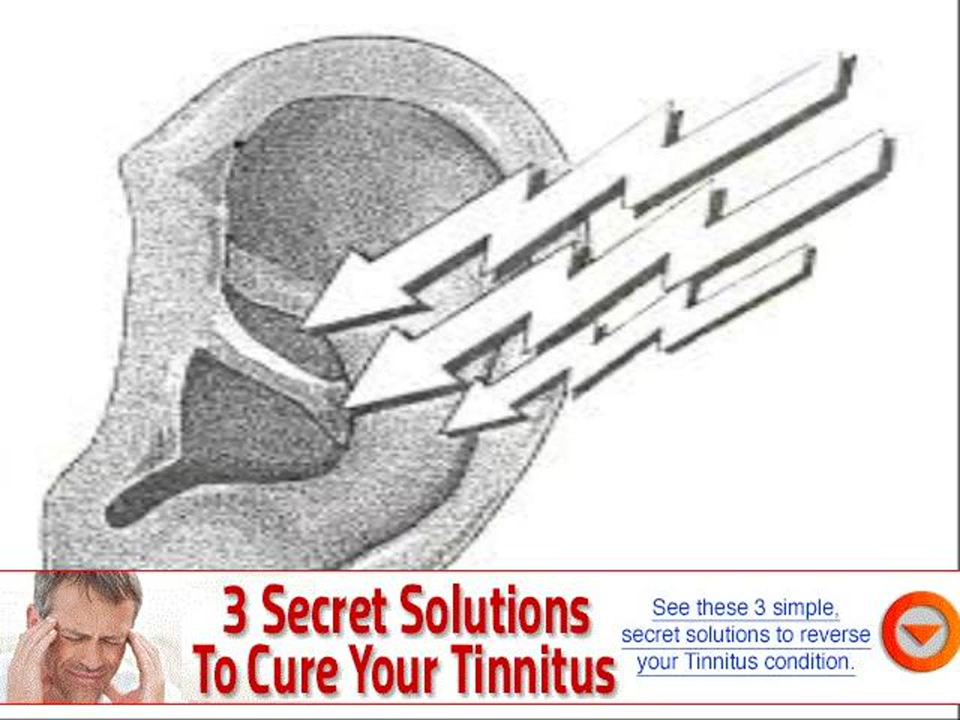 3 Secret Solutions
To Cure Your Tinnitus
See these 3 simple,
secret solutions to reverse
your Tinnitus condition.